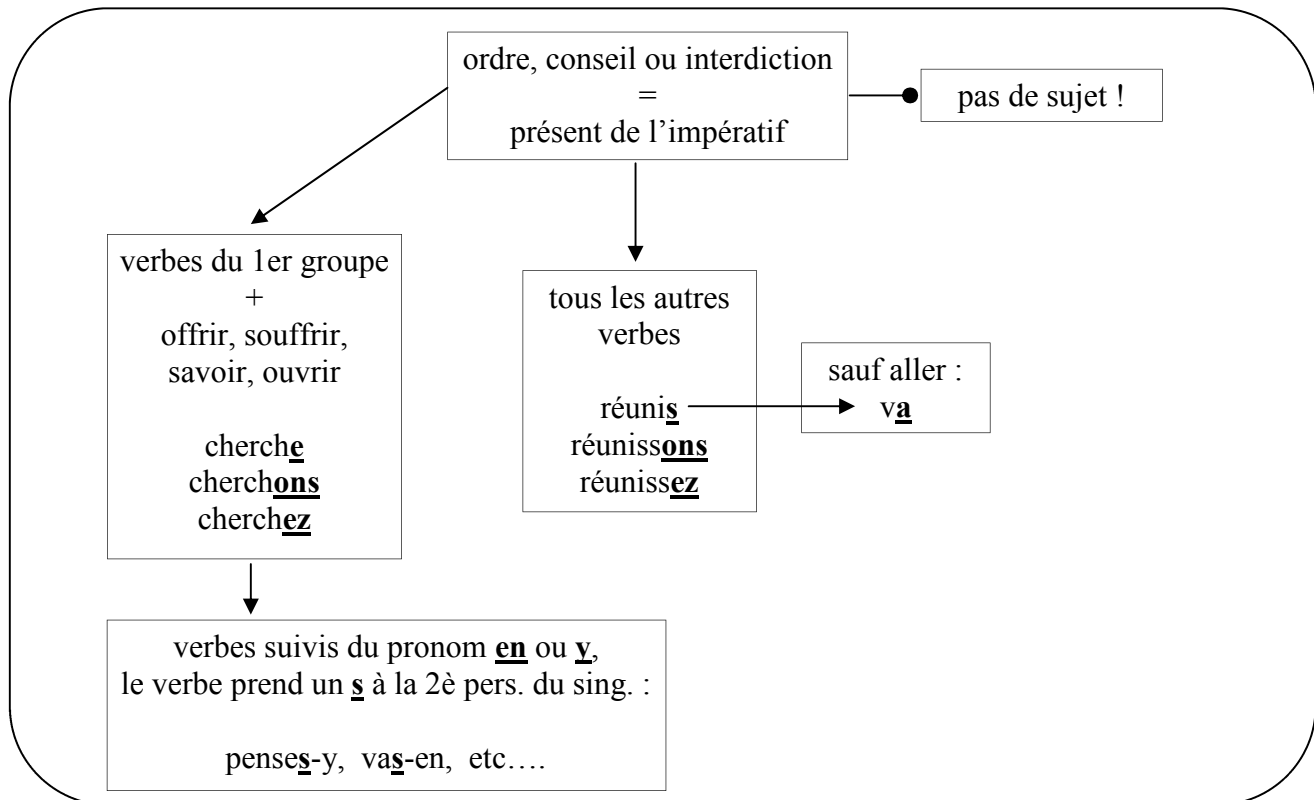 ordre, conseil ou interdiction
=
présent de l’impératif
pas de sujet !
verbes du 1er groupe
+
offrir, souffrir,
savoir, ouvrir
cherche
cherchons
cherchez
tous les autres
verbes
réunis
réunissons
réunissez
sauf aller :
va
verbes suivis du pronom en ou y,
le verbe prend un s à la 2è pers. du sing. :
penses-y, vas-en, etc….